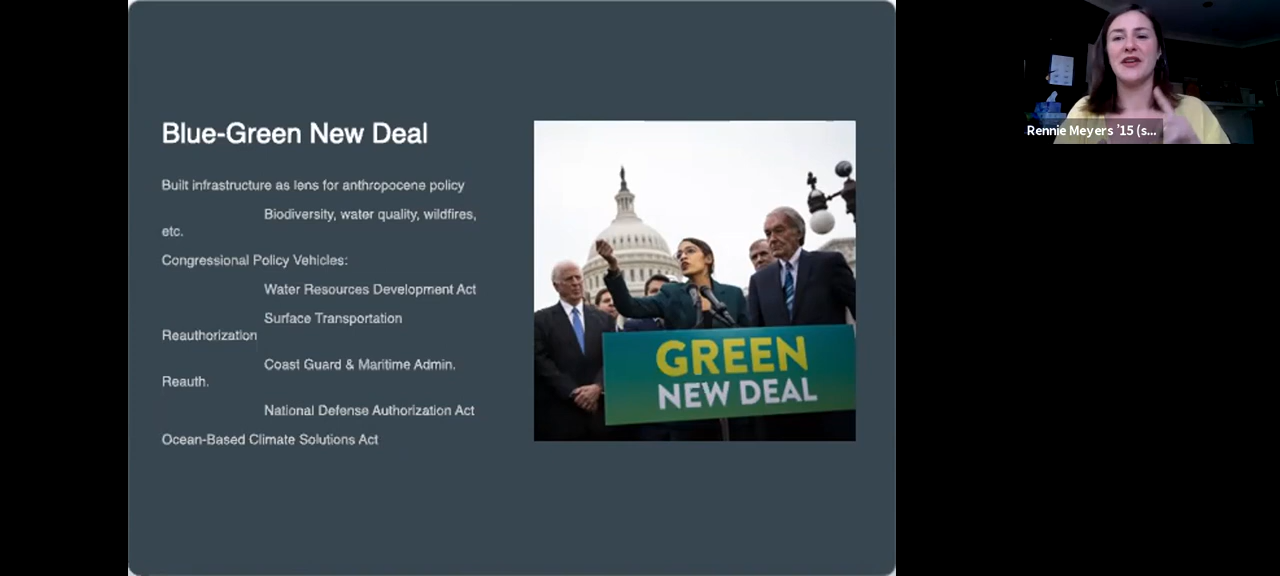 Blue-Green New Deal
Built infrastructure as lens for anthropocene policy
Biodiversity, water quality, wildfires,
etc.
Congressional Policy Vehicles:
Water Resources Development Act
Surface Transportation
Reauthorization
Coast Guard & Maritime Admin.
Reauth.
National Defense Authorization Act
Ocean-Based Climate Solutions Act
GREEN
NEW DEAL
Rennie Meyers '15 (s...